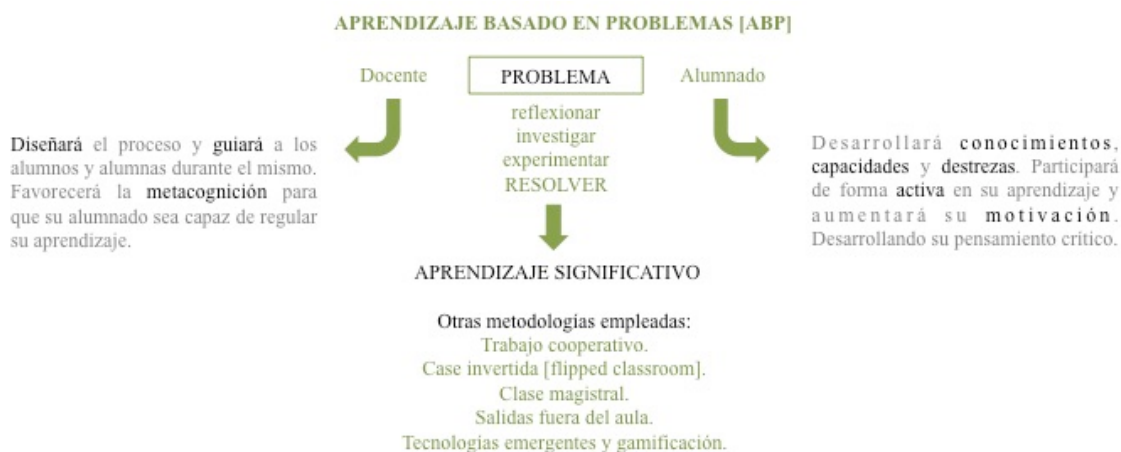 APRENDIZAJE BASADO EN PROBLEMAS [ABP]
Docente
PROBLEMA
Alumnado
reflexionar
investigar
experimentar
RESOLVER
Diseñará el proceso y guiará a los
alumnos y alumnas durante el mismo.
Favorecerá la metacognición para
que su alumnado sea capaz de regular
su aprendizaje.
Desarrollará conocimientos,
capacidades y destrezas. Participará
de forma activa en su aprendizaje y
aumentará su motivación.
Desarrollando su pensamiento crítico.
APRENDIZAJE SIGNIFICATIVO
Otras metodologías empleadas:
Trabajo cooperativo.
Case invertida [flipped classroom].
Clase magistral.
Salidas fuera del aula.
Tecnologías emergentes y gamificación.